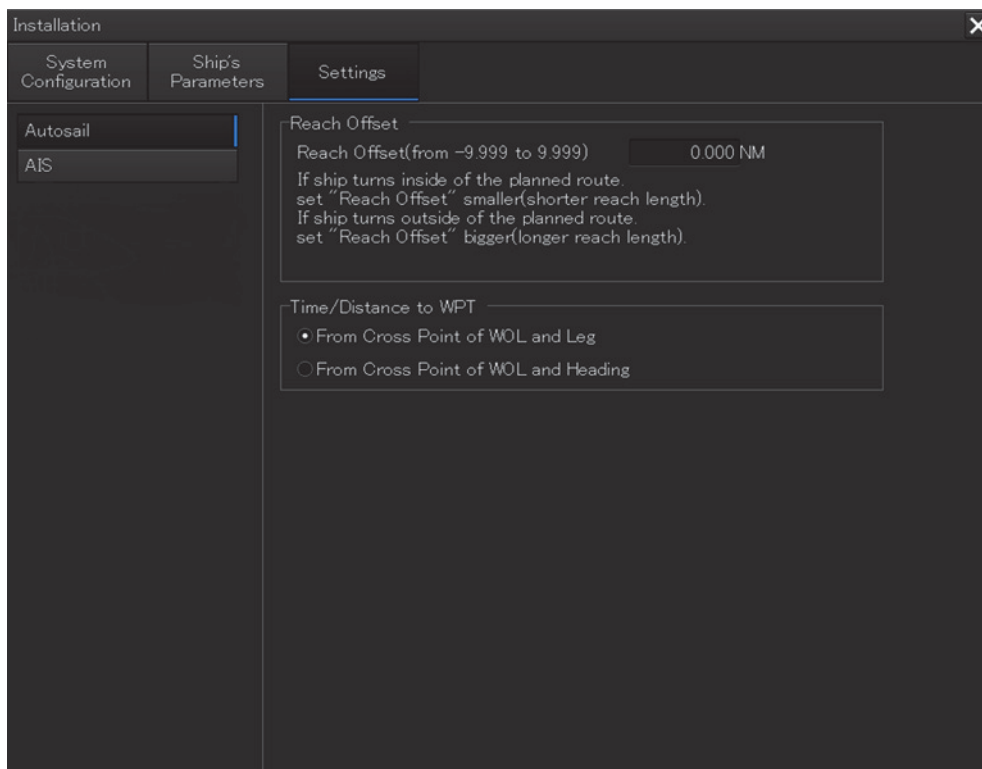 Installation
System
Configuration
Ship's
Parameters
Settings
Autosail
AIS
Reach Offset
Reach Offset(from -9.999 to 9.999)
0.000 NM
If ship turns inside of the planned route.
set "Reach Offset" smaller(shorter reach length).
If ship turns outside of the planned route.
set "Reach Offset" bigger(longer reach length).
Time/Distance to WPT
From Cross Point of WOL and Leg
From Cross Point of WOL and Heading